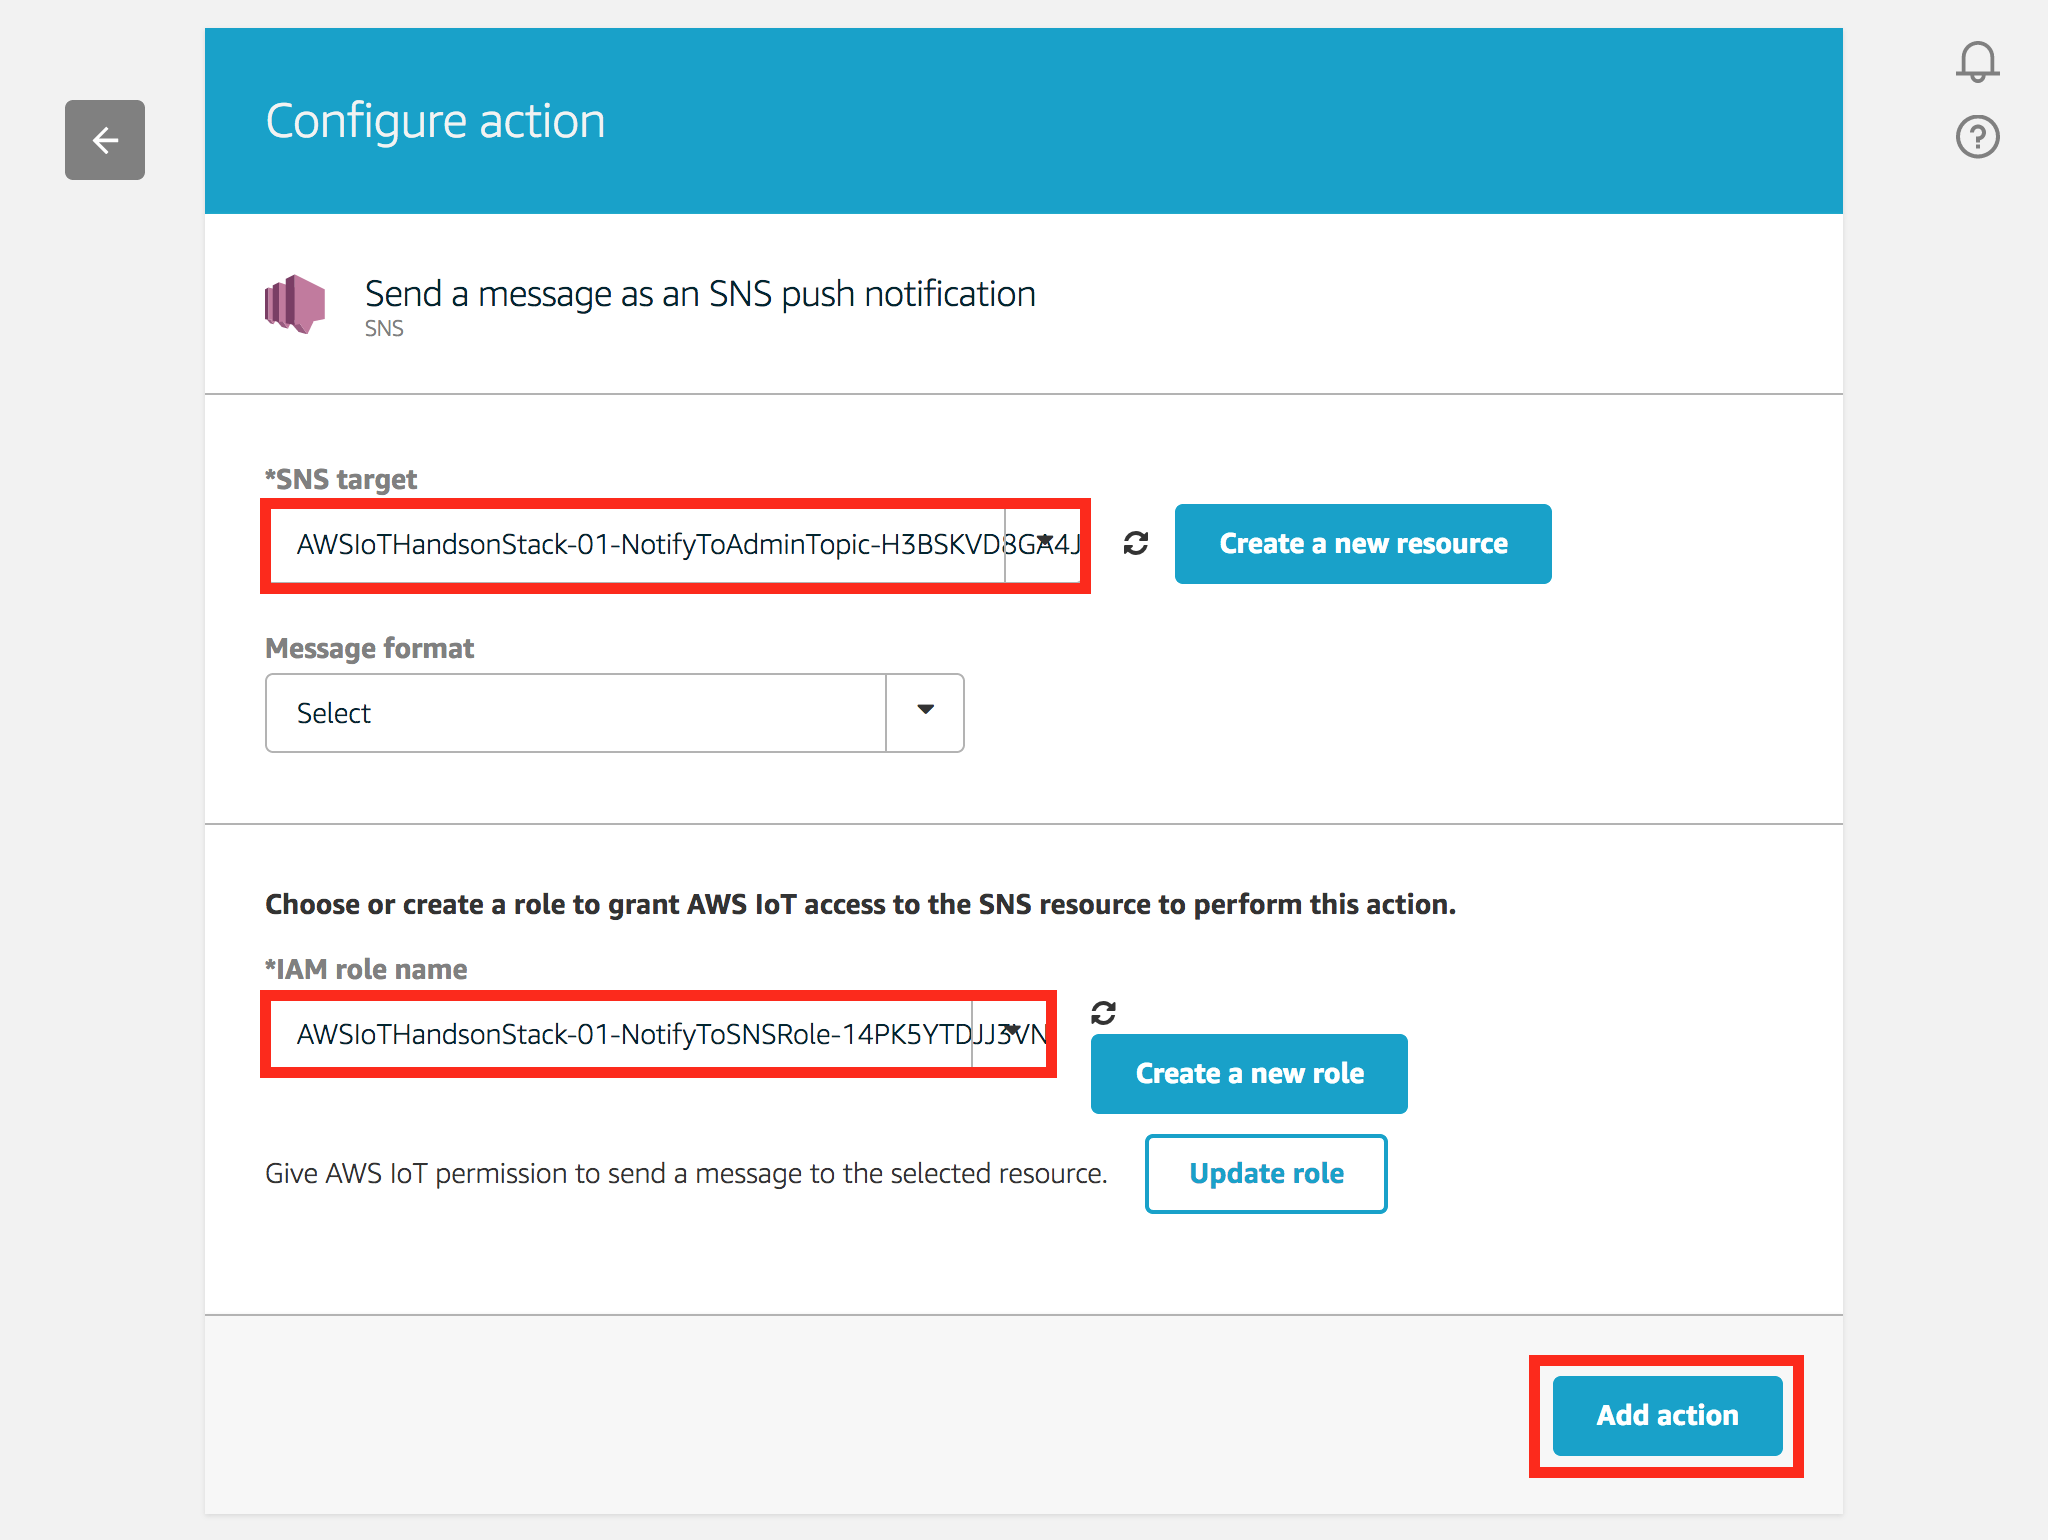 Configure action
Send a message as an SNS push notification
SNS
*SNS target
AWSIoTHandsonStack-01-NotifyToAdminTopic-H3BSKVD8GA4J
Create a new resource
Message format
Select
Choose or create a role to grant AWS IoT access to the SNS resource to perform this action.
*IAM role name
AWSIoTHandsonStack-01-NotifyToSNSRole-14PK5YTDJJ3VN
Create a new role
Give AWS IoT permission to send a message to the selected resource.
Update role
Add action